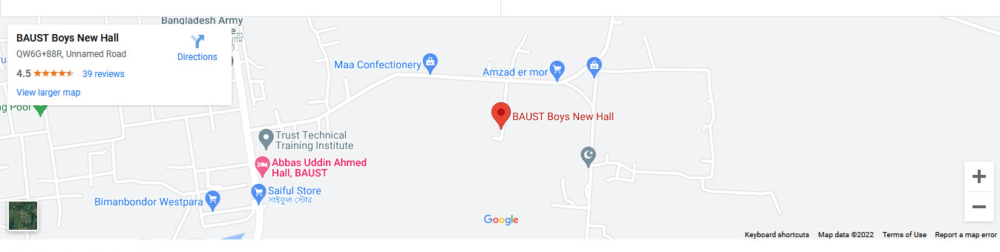 Bangladesh Army
e...
BAUST Boys New Hall
QW6G+88R, Unnamed Road
Directions
4.5
39 reviews
View larger map
Maa Confectionery
Amzad er mor
g Pool
BAUST Boys New Hall
Trust Technical
Training Institute
Abbas Uddin Ahmed
Hall, BAUST
Saiful Store
সাইফুল স্টোর
Bimanbondor Westpara
Google
Keyboard shortcuts
Map data ©2022
Terms of Use
Report a map error